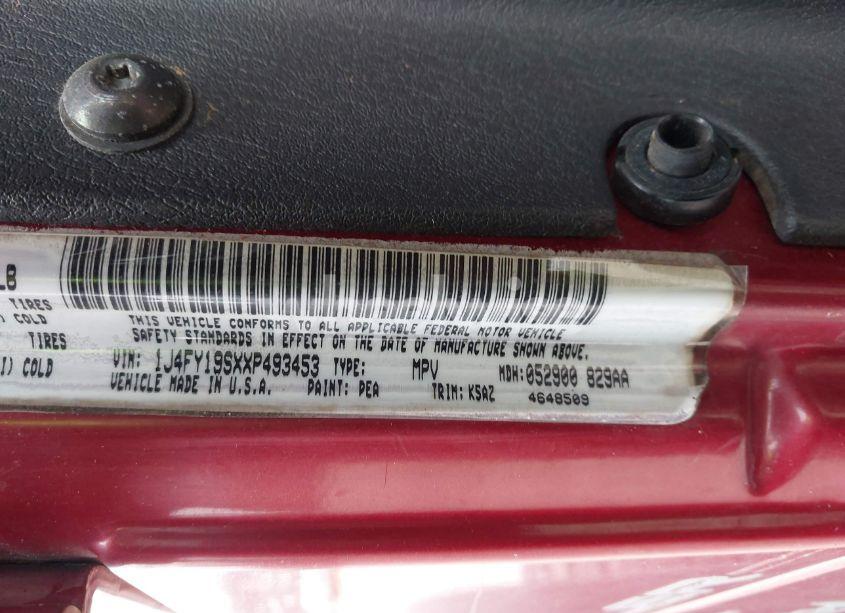 LB
TIRES
) COLD
TIRES
I) COLD
THIS VEHICLE CONFORMS TO ALL APPLICABLE FEDERAL MOTOR VEHICLE
SAFETY STANDARDS IN EFFECT ON THE DATE OF MANUFACTURE SHOWN ABOVE.
VIN: 1J4FY19SXXP493453 TYPE: MPV MDH:052900 829AA
VEHICLE MADE IN U.S.A. PAINT: PEA TRIM: K5AZ 4648509